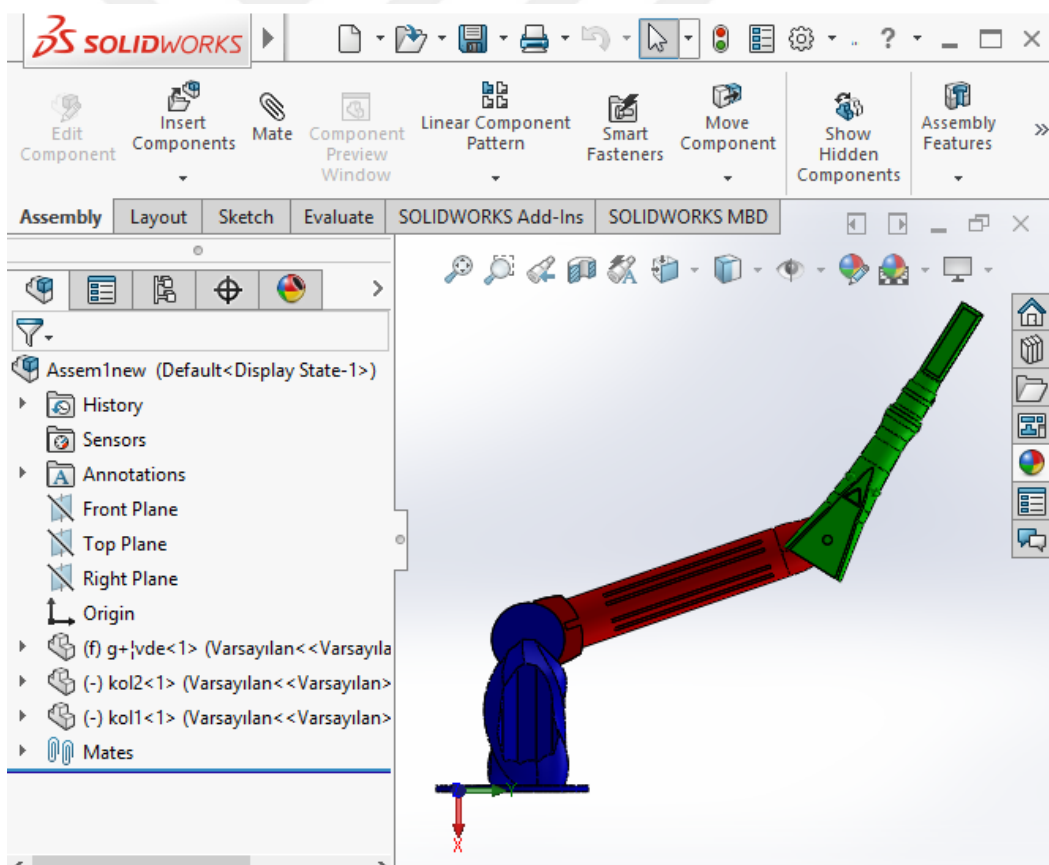 SOLIDWORKS
Edit Component
Insert Components
Mate
Component Preview Window
Linear Component Pattern
Smart Fasteners
Move Component
Show Hidden Components
Assembly Features
Assembly
Layout
Sketch
Evaluate
SOLIDWORKS Add-Ins
SOLIDWORKS MBD
Assem1new (Default<Display State-1>)
History
Sensors
A Annotations
Front Plane
Top Plane
Right Plane
Origin
(f) g+¦vde<1> (Varsayılan<<Varsayıla
(-) kol2<1> (Varsayılan<<Varsayılan>
(-) kol1<1> (Varsayılan<<Varsayılan>
Mates
Y
X